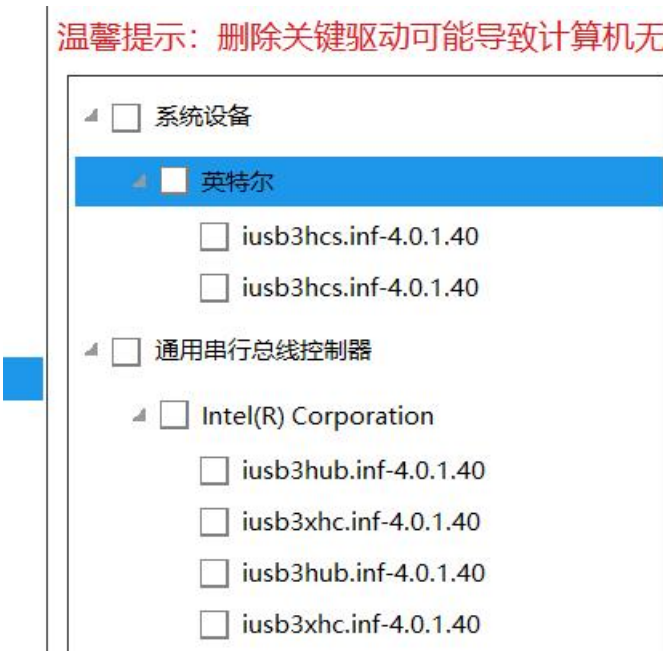 温馨提示：删除关键驱动可能导致计算机无
系统设备
英特尔
iusb3hcs.inf-4.0.1.40
iusb3hcs.inf-4.0.1.40
通用串行总线控制器
Intel(R) Corporation
iusb3hub.inf-4.0.1.40
iusb3xhc.inf-4.0.1.40
iusb3hub.inf-4.0.1.40
iusb3xhc.inf-4.0.1.40